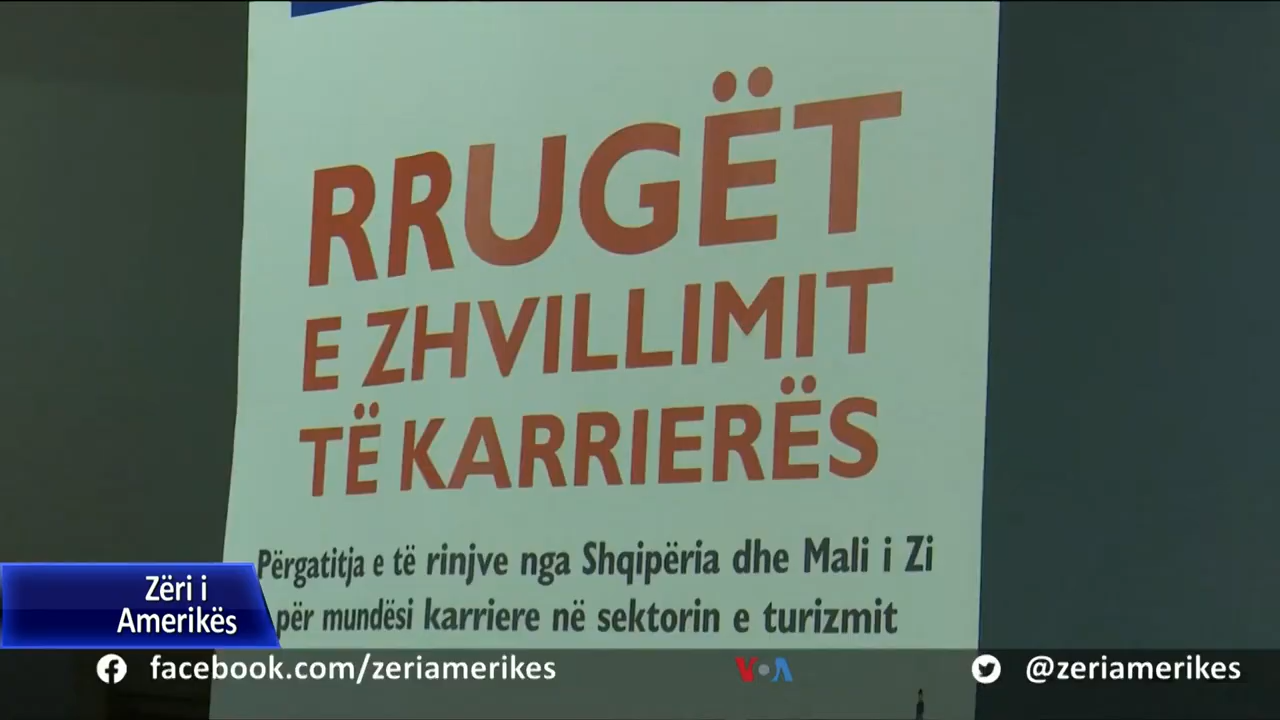 RRUGËT
E ZHVILLIMIT
TË KARRIERËS
Përgatitja e të rinjve nga Shqipëria dhe Mali i Zi
për mundësi karriere në sektorin e turizmit
Zëri i
Amerikës
facebook.com/zeriamerikes
VOA
@zeriamerikes